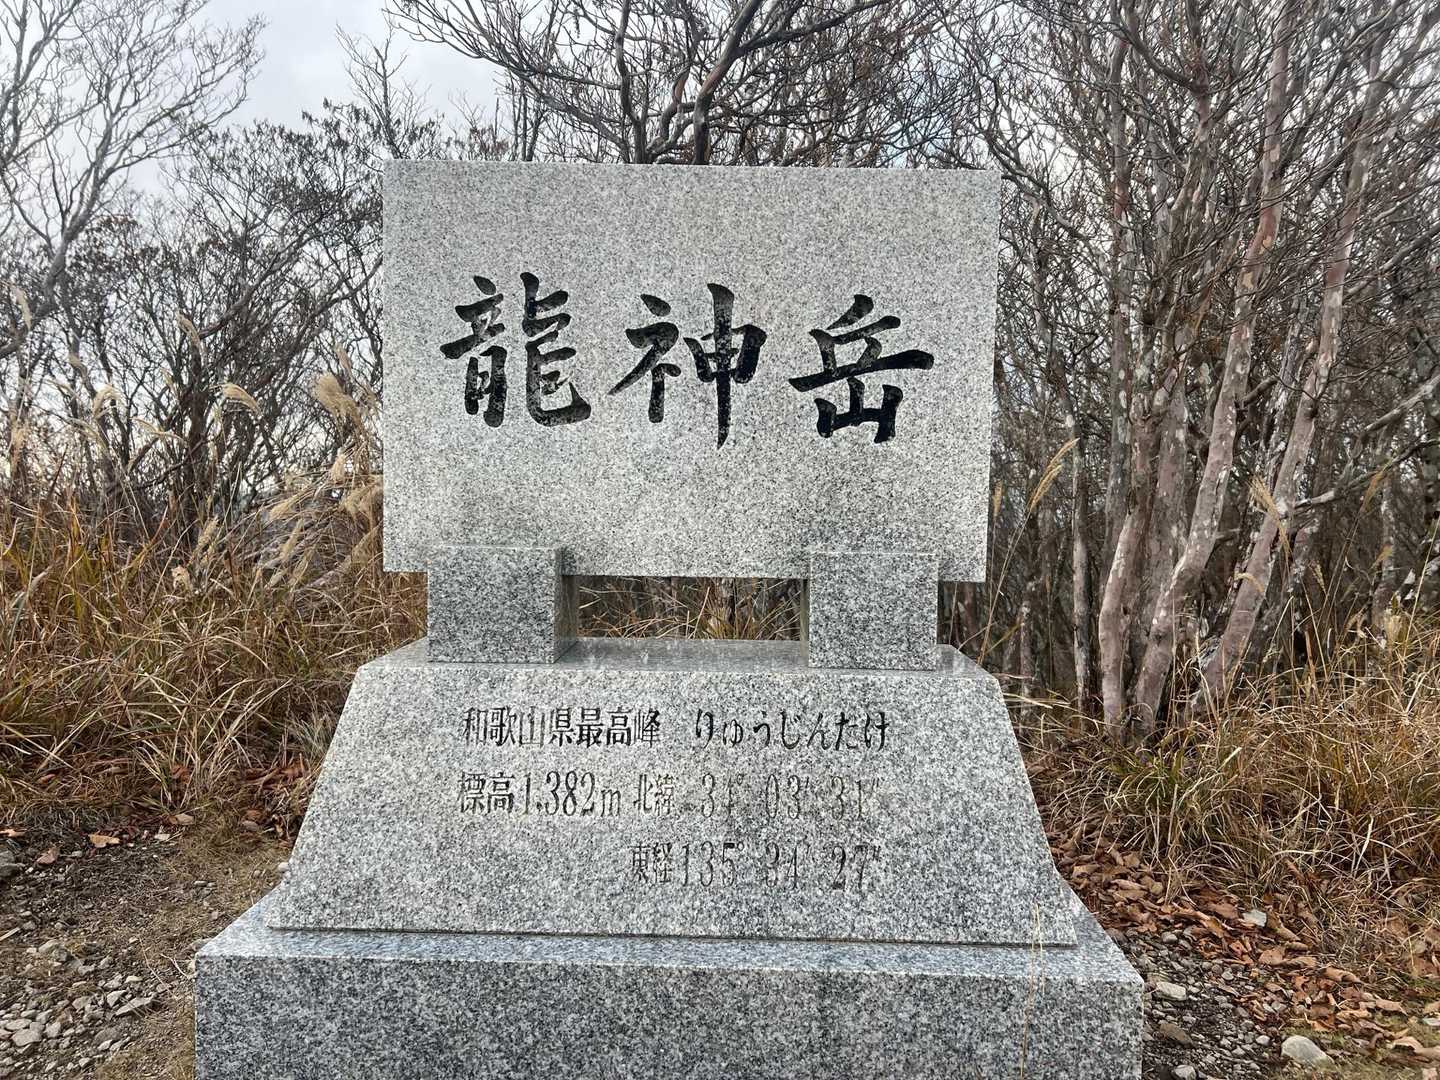 龍神岳
和歌山県最高峰　りゅうじんたけ
標高1.382m 北緯 34° 03′ 31″
東経135° 34′ 27″